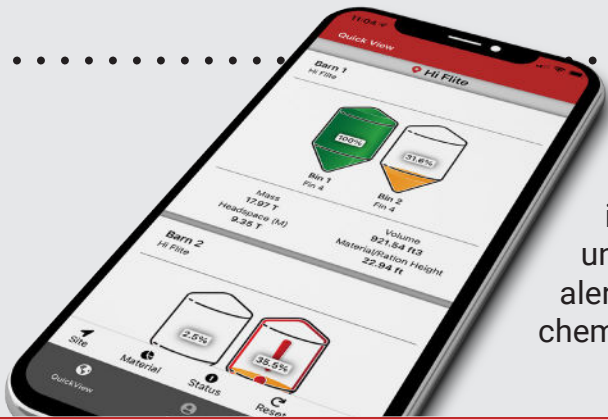 11:04
Quick View
Hi Flite
Barn 1
Hi Flite
100%
31.6%
Bin 1
Fin 4
Bin 2
Fin 4
Mass
17.97 T
Headspace (M)
9.35 T
Volume
921.54 ft3
Material/Ration Height
22.94 ft
Barn 2
Hi Flite
2.5%
35.5%
Site
Material
Status
Reset
QuickView
un
aler
chem